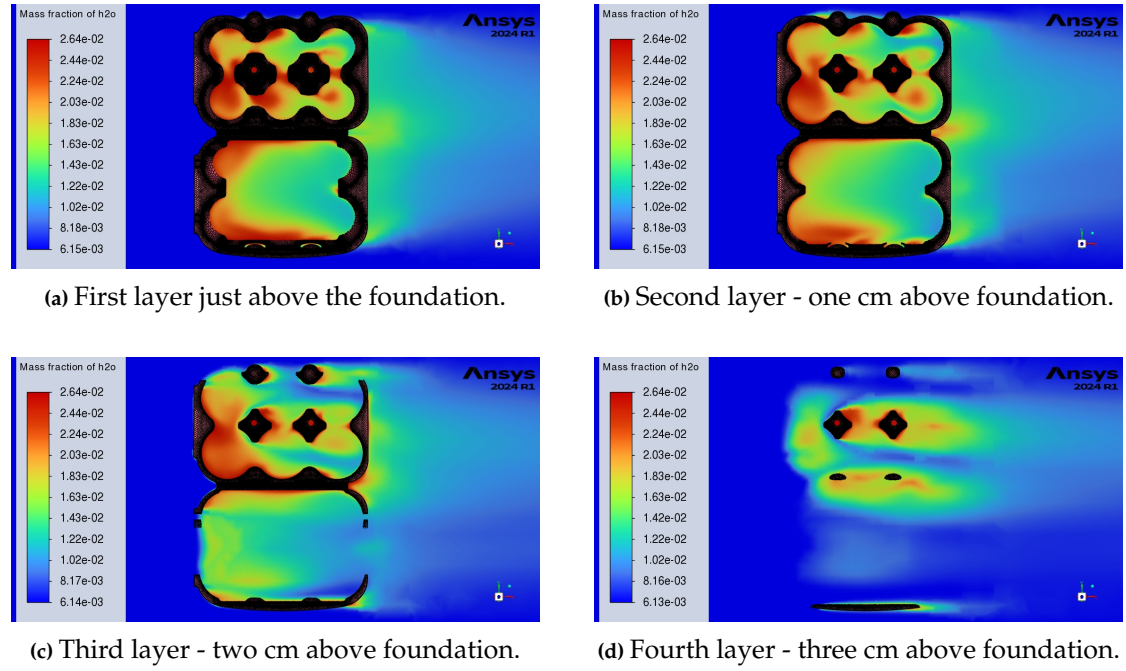 Mass fraction of h2o
2.64e-02
2.44e-02
2.24e-02
2.03e-02
1.83e-02
1.63e-02
1.43e-02
1.22e-02
1.02e-02
8.18e-03
6.15e-03
Ansys
2024 R1
(a) First layer just above the foundation.
Mass fraction of h2o
2.64e-02
2.44e-02
2.24e-02
2.03e-02
1.83e-02
1.63e-02
1.43e-02
1.22e-02
1.02e-02
8.18e-03
6.15e-03
Ansys
2024 R1
(b) Second layer - one cm above foundation.
Mass fraction of h2o
2.64e-02
2.44e-02
2.24e-02
2.03e-02
1.83e-02
1.63e-02
1.42e-02
1.22e-02
1.02e-02
8.17e-03
6.14e-03
Ansys
2024 R1
(c) Third layer - two cm above foundation.
Mass fraction of h2o
2.64e-02
2.44e-02
2.24e-02
2.03e-02
1.83e-02
1.63e-02
1.42e-02
1.22e-02
1.02e-02
8.16e-03
6.13e-03
Ansys
2024 R1
(d) Fourth layer - three cm above foundation.